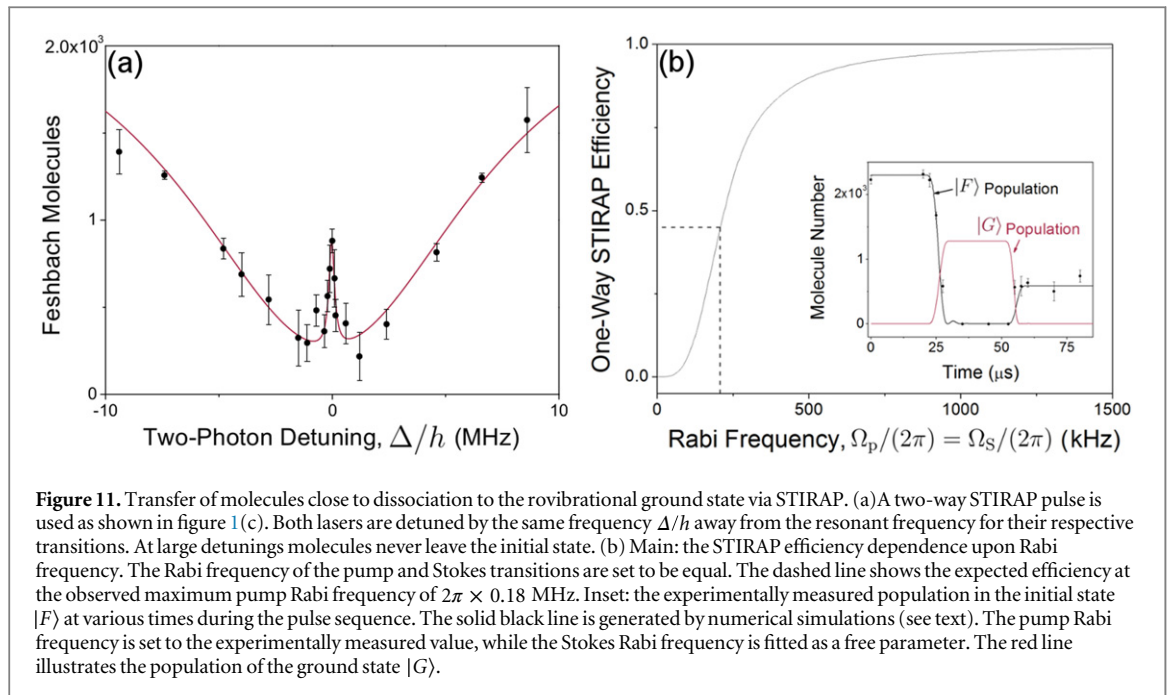 (a)
2.0x10³
1
0
Feshbach Molecules
-10
0
10
Two-Photon Detuning, Δ/h (MHz)
(b)
1.0
0.5
0.0
One-Way STIRAP Efficiency
0
250
500
750
1000
1250
1500
Rabi Frequency, Ωp/(2π) = ΩS/(2π) (kHz)
2x10³
1
0
Molecule Number
|F⟩ Population
|G⟩ Population
0
25
50
75
Time (μs)
Figure 11. Transfer of molecules close to dissociation to the rovibrational ground state via STIRAP. (a)A two-way STIRAP pulse is
used as shown in figure 1(c). Both lasers are detuned by the same frequency Δ/h away from the resonant frequency for their respective
transitions. At large detunings molecules never leave the initial state. (b) Main: the STIRAP efficiency dependence upon Rabi
frequency. The Rabi frequency of the pump and Stokes transitions are set to be equal. The dashed line shows the expected efficiency at
the observed maximum pump Rabi frequency of 2π × 0.18 MHz. Inset: the experimentally measured population in the initial state
|F⟩ at various times during the pulse sequence. The solid black line is generated by numerical simulations (see text). The pump Rabi
frequency is set to the experimentally measured value, while the Stokes Rabi frequency is fitted as a free parameter. The red line
illustrates the population of the ground state |G⟩.